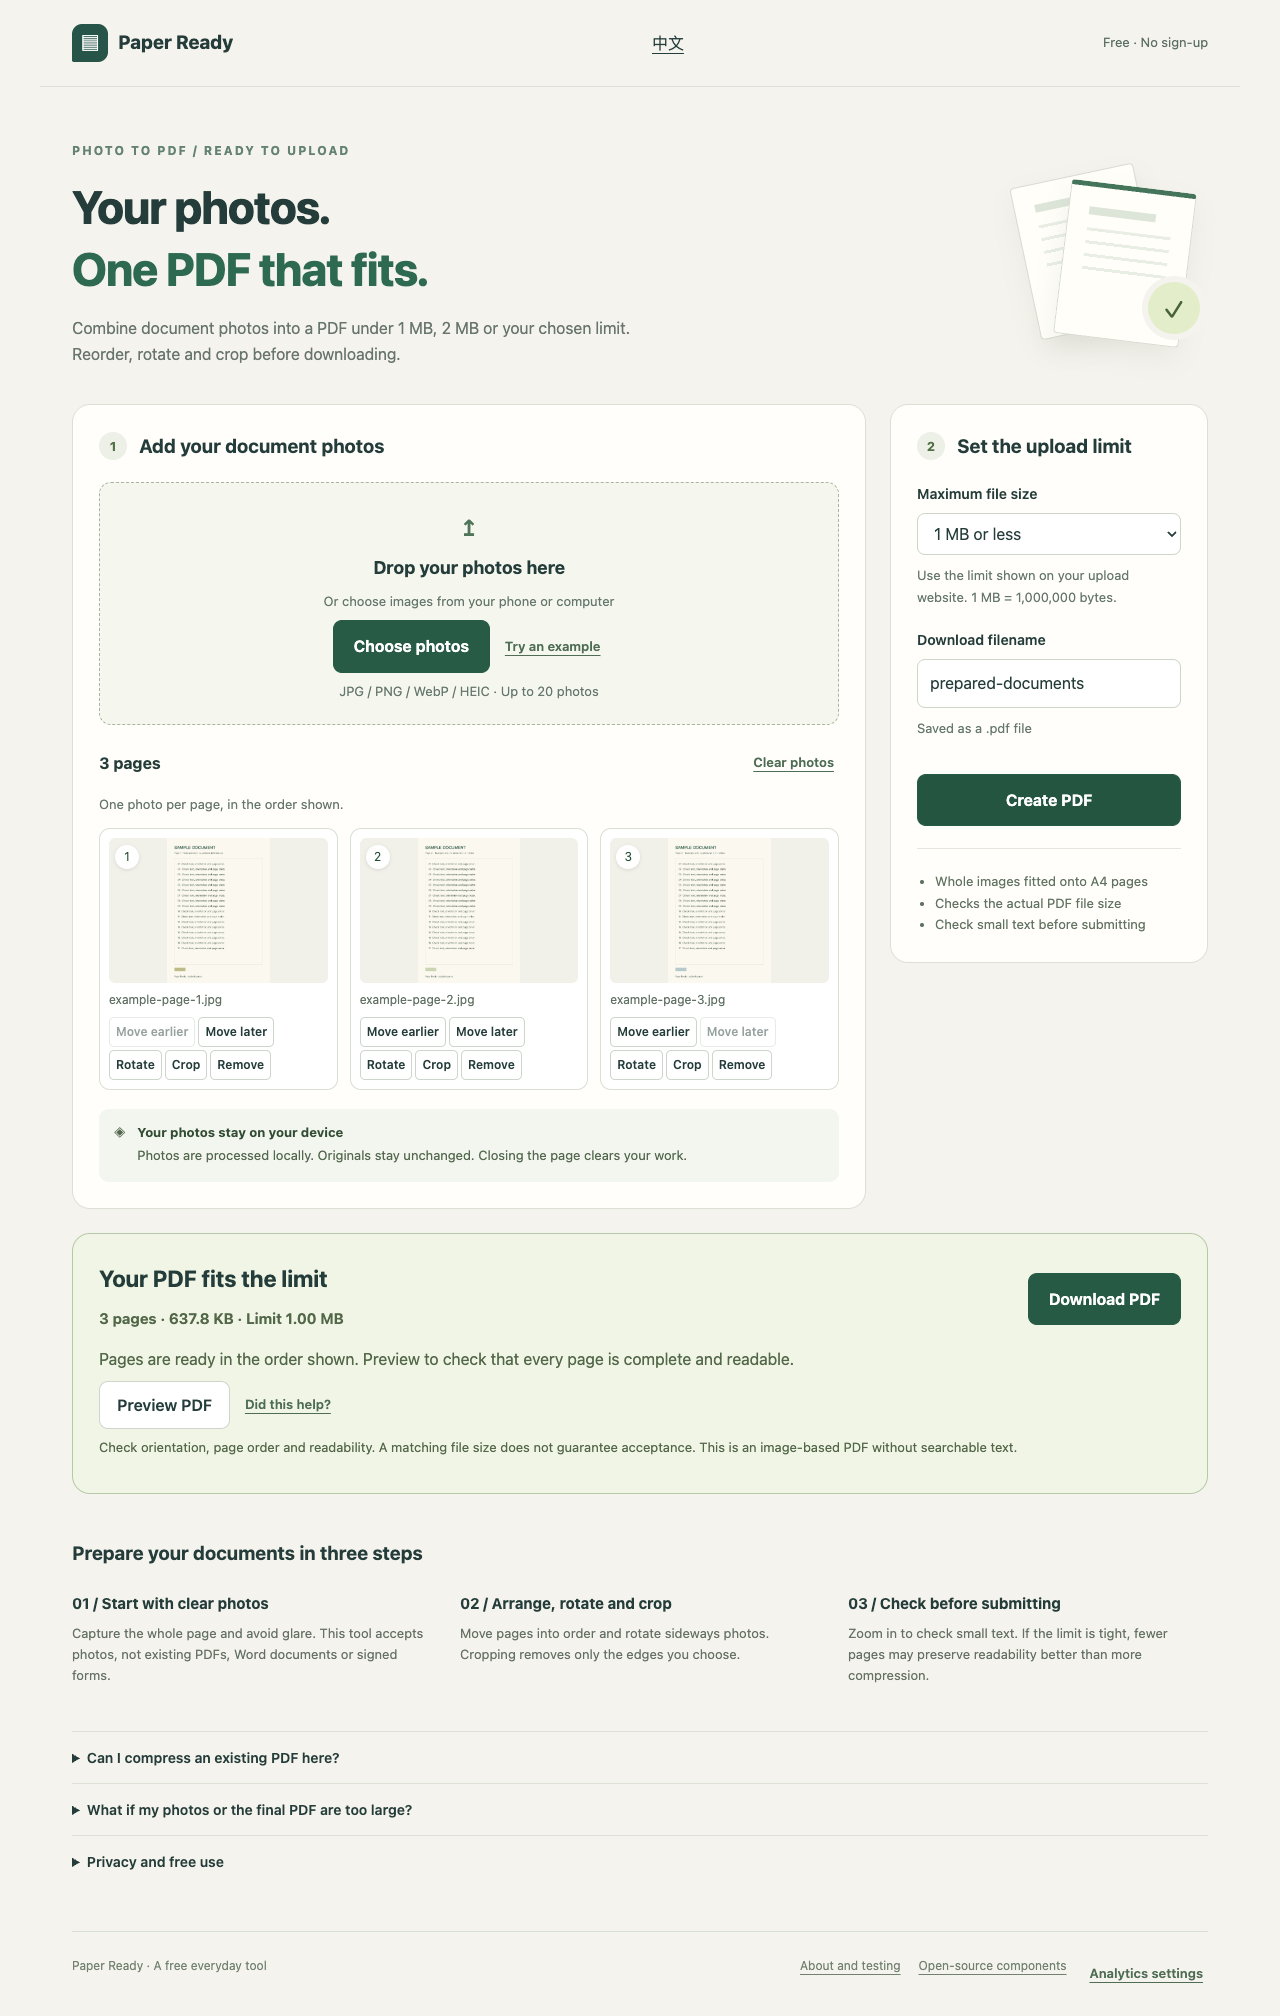 Paper Ready
中文
Free · No sign-up
PHOTO TO PDF / READY TO UPLOAD
Your photos.
One PDF that fits.
Combine document photos into a PDF under 1 MB, 2 MB or your chosen limit.
Reorder, rotate and crop before downloading.
1 Add your document photos
↥
Drop your photos here
Or choose images from your phone or computer
Choose photos Try an example
JPG / PNG / WebP / HEIC · Up to 20 photos
3 pages Clear photos
One photo per page, in the order shown.
1
SAMPLE DOCUMENT
example-page-1.jpg
Move earlier Move later
Rotate Crop Remove
2
SAMPLE DOCUMENT
example-page-2.jpg
Move earlier Move later
Rotate Crop Remove
3
SAMPLE DOCUMENT
example-page-3.jpg
Move earlier Move later
Rotate Crop Remove
Your photos stay on your device
Photos are processed locally. Originals stay unchanged. Closing the page clears your work.
2 Set the upload limit
Maximum file size
1 MB or less
Use the limit shown on your upload
website. 1 MB = 1,000,000 bytes.
Download filename
prepared-documents
Saved as a .pdf file
Create PDF
• Whole images fitted onto A4 pages
• Checks the actual PDF file size
• Check small text before submitting
Your PDF fits the limit
3 pages · 637.8 KB · Limit 1.00 MB
Download PDF
Pages are ready in the order shown. Preview to check that every page is complete and readable.
Preview PDF Did this help?
Check orientation, page order and readability. A matching file size does not guarantee acceptance. This is an image-based PDF without searchable text.
Prepare your documents in three steps
01 / Start with clear photos
Capture the whole page and avoid glare. This tool accepts
photos, not existing PDFs, Word documents or signed
forms.
02 / Arrange, rotate and crop
Move pages into order and rotate sideways photos.
Cropping removes only the edges you choose.
03 / Check before submitting
Zoom in to check small text. If the limit is tight, fewer
pages may preserve readability better than more
compression.
Can I compress an existing PDF here?
What if my photos or the final PDF are too large?
Privacy and free use
Paper Ready · A free everyday tool
About and testing Open-source components Analytics settings